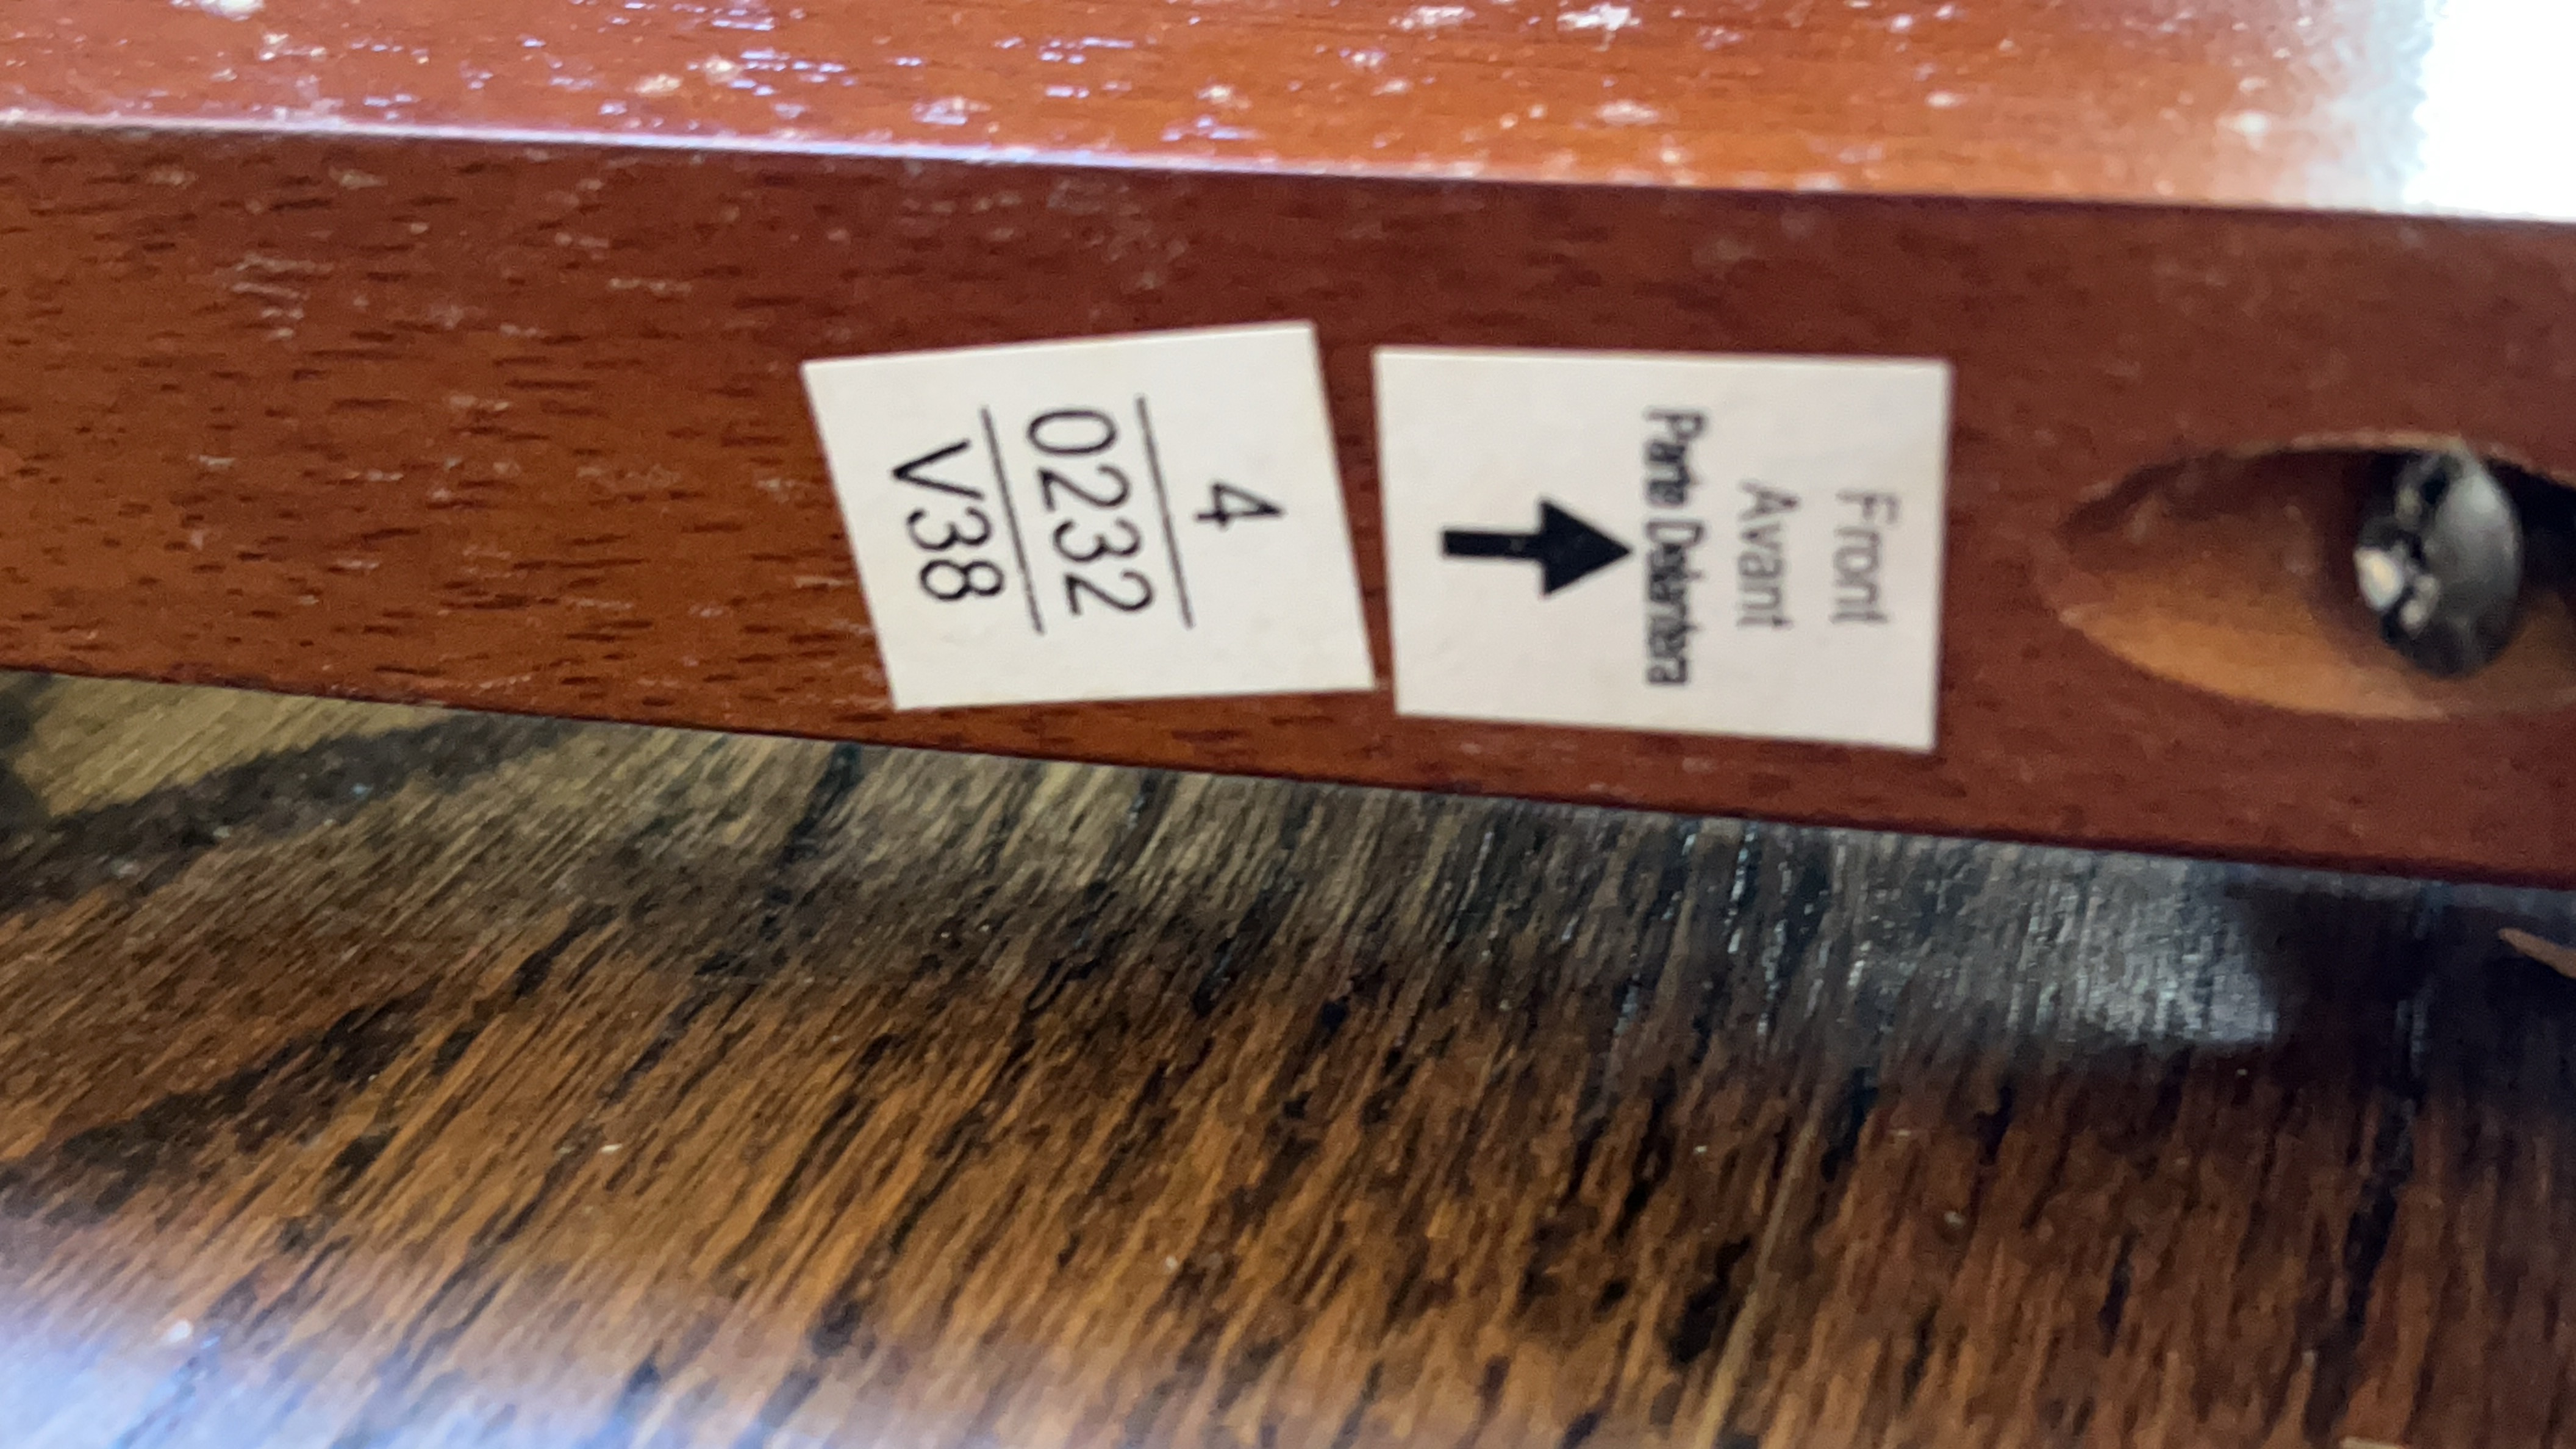 4
0232
V38
Front
Avant
Parte Delantera